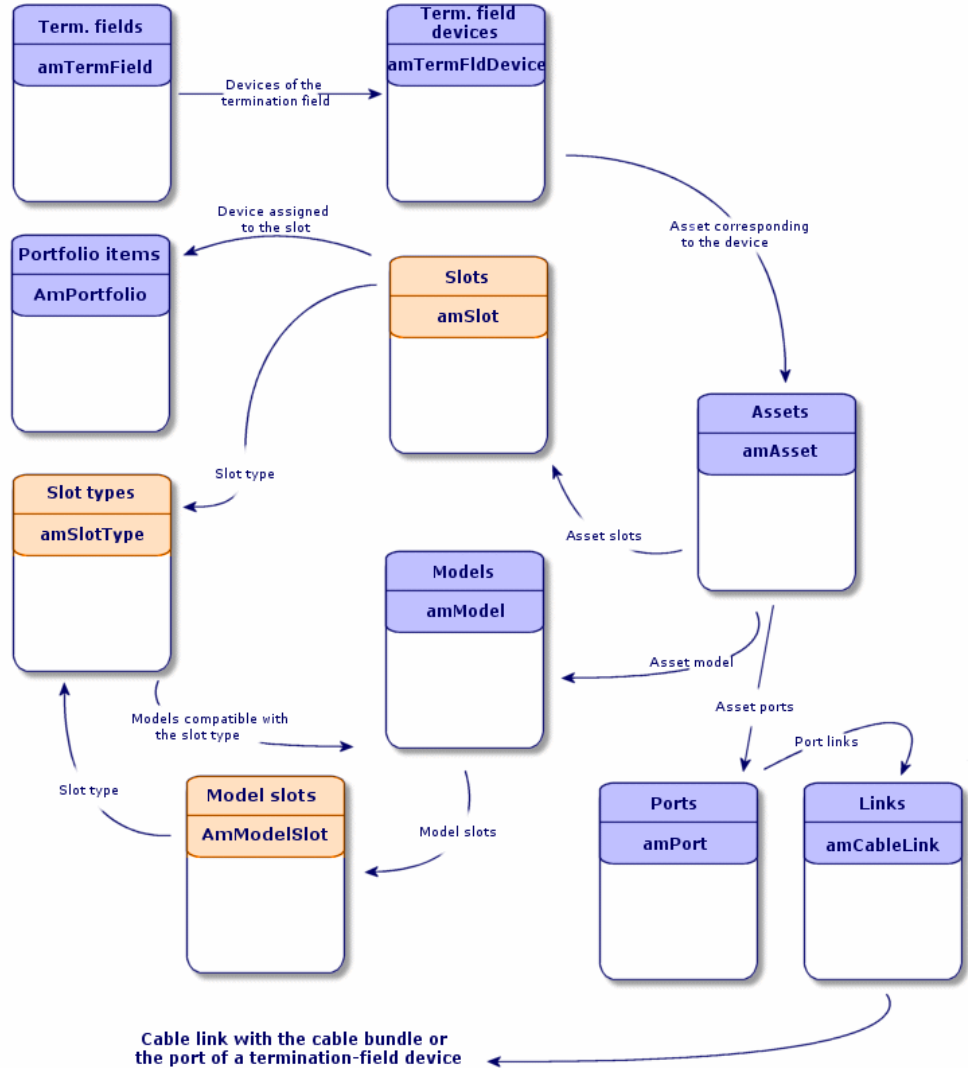 Term. fields
amTermField
Term. field
devices
amTermFldDevice
Devices of the
termination field
Device assigned
to the slot
Asset corresponding
to the device
Portfolio items
AmPortfolio
Slots
amSlot
Assets
amAsset
Slot type
Slot types
amSlotType
Asset slots
Models
amModel
Asset model
Models compatible with
the slot type
Asset ports
Port links
Slot type
Model slots
AmModelSlot
Model slots
Ports
amPort
Links
amCableLink
Cable link with the cable bundle or
the port of a termination-field device